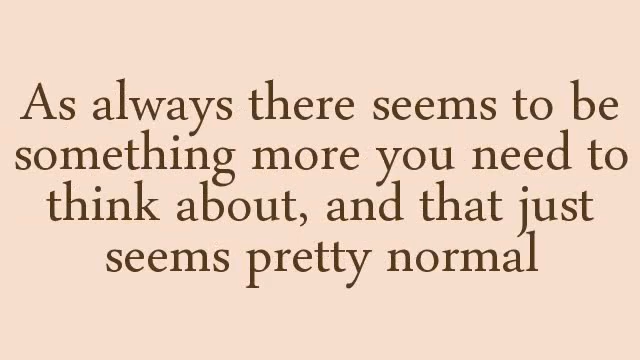 As always there seems to be
something more you need to
think about, and that just
seems pretty normal